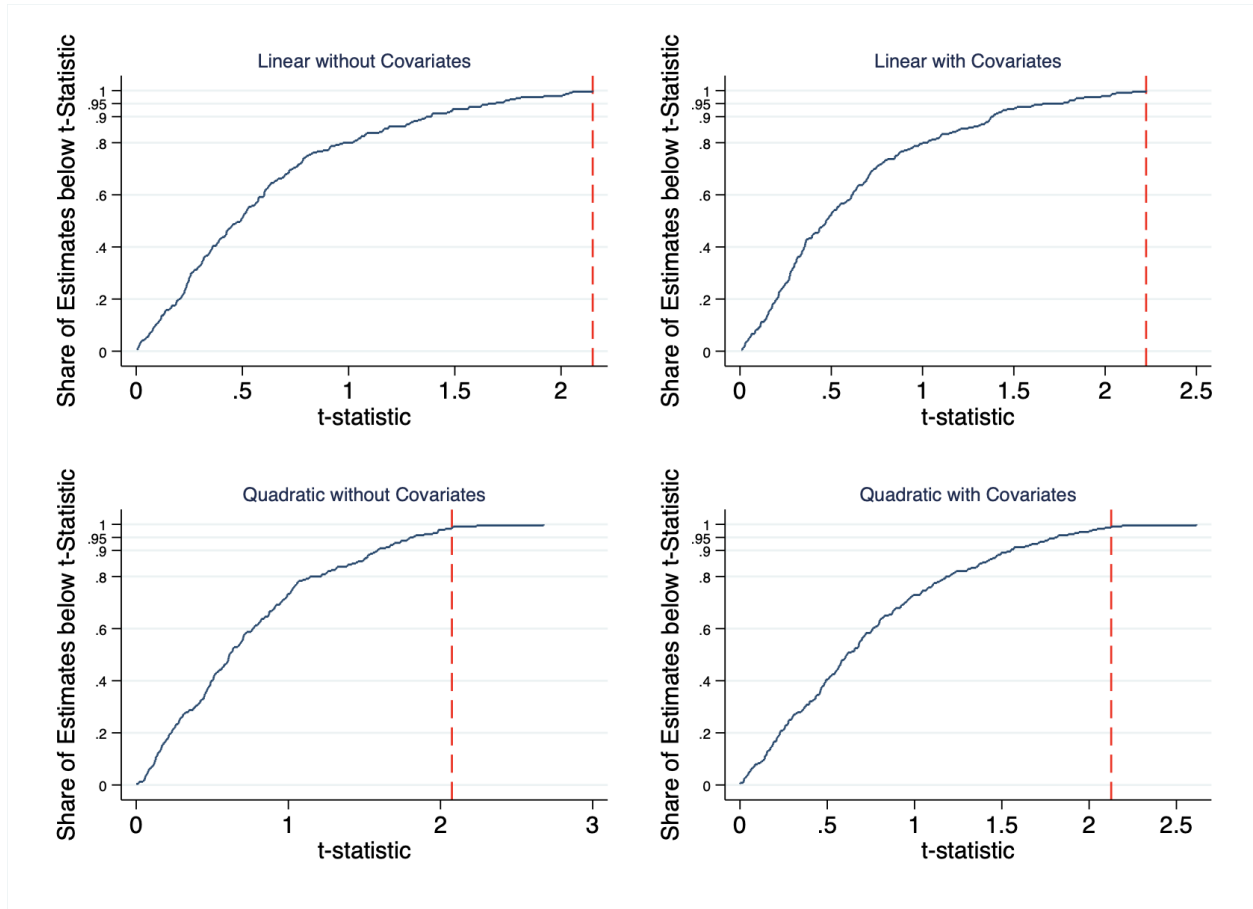 Linear without Covariates
Share of Estimates below t-Statistic
1
.95
.9
.8
.6
.4
.2
0
0 .5 1 1.5 2
t-statistic
Linear with Covariates
Share of Estimates below t-Statistic
1
.95
.9
.8
.6
.4
.2
0
0 .5 1 1.5 2 2.5
t-statistic
Quadratic without Covariates
Share of Estimates below t-Statistic
1
.95
.9
.8
.6
.4
.2
0
0 1 2 3
t-statistic
Quadratic with Covariates
Share of Estimates below t-Statistic
1
.95
.9
.8
.6
.4
.2
0
0 .5 1 1.5 2 2.5
t-statistic